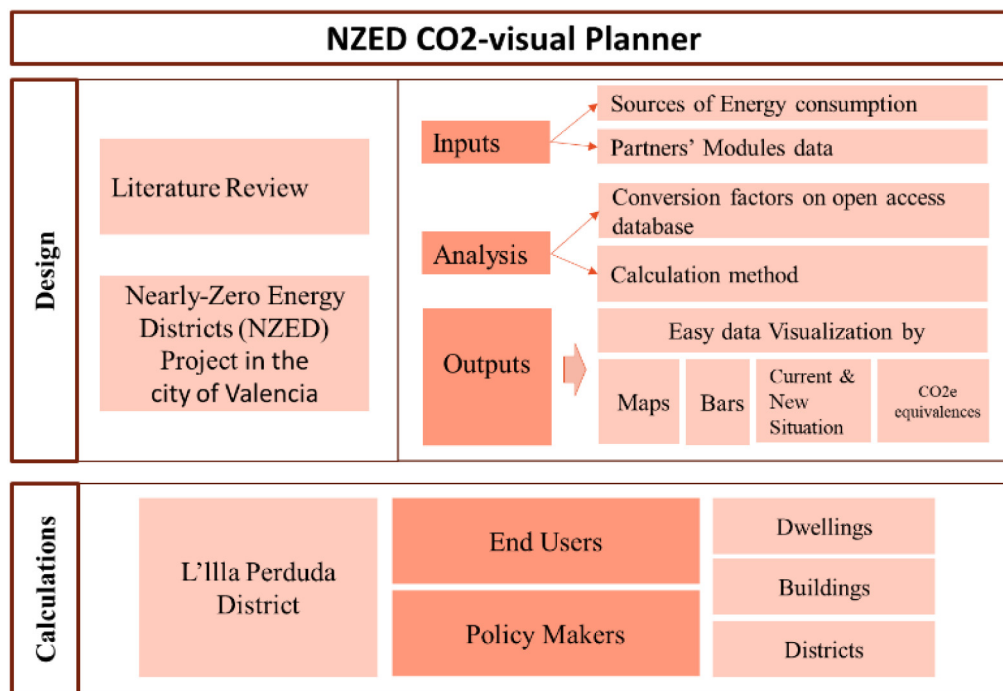 NZED CO2-visual Planner
Design
Literature Review
Nearly-Zero Energy
Districts (NZED)
Project in the
city of Valencia
Inputs
Sources of Energy consumption
Partners’ Modules data
Analysis
Conversion factors on open access
database
Calculation method
Outputs
Easy data Visualization by
Maps
Bars
Current &
New
Situation
CO2e
equivalences
Calculations
L’Illa Perduda
District
End Users
Policy Makers
Dwellings
Buildings
Districts